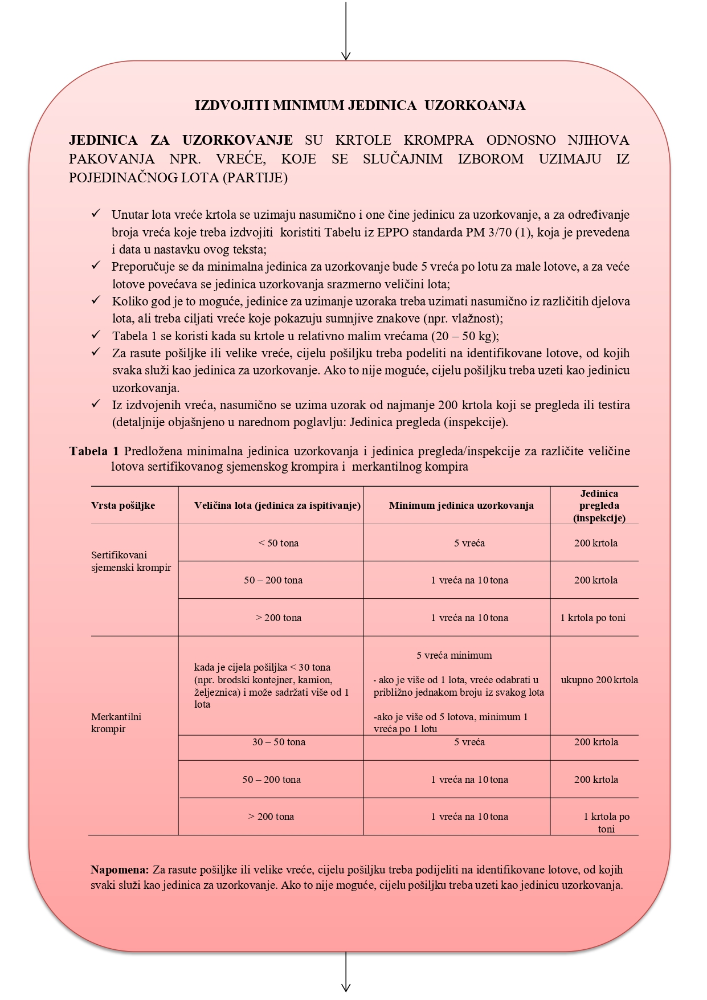 IZDVOJITI MINIMUM JEDINICA  UZORKOANJA
JEDINICA ZA UZORKOVANJE SU KRTOLE KROMPRA ODNOSNO NJIHOVA
PAKOVANJA NPR. VREĆE, KOJE SE SLUČAJNIM IZBOROM UZIMAJU IZ
POJEDINAČNOG LOTA (PARTIJE)
✓ Unutar lota vreće krtola se uzimaju nasumično i one čine jedinicu za uzorkovanje, a za određivanje
broja vreća koje treba izdvojiti  koristiti Tabelu iz EPPO standarda PM 3/70 (1), koja je prevedena
i data u nastavku ovog teksta;
✓ Preporučuje se da minimalna jedinica za uzorkovanje bude 5 vreća po lotu za male lotove, a za veće
lotove povećava se jedinica uzorkovanja srazmerno veličini lota;
✓ Koliko god je to moguće, jedinice za uzimanje uzoraka treba uzimati nasumično iz različitih djelova
lota, ali treba ciljati vreće koje pokazuju sumnjive znakove (npr. vlažnost);
✓ Tabela 1 se koristi kada su krtole u relativno malim vrećama (20 – 50 kg);
✓ Za rasute pošiljke ili velike vreće, cijelu pošiljku treba podeliti na identifikovane lotove, od kojih
svaka služi kao jedinica za uzorkovanje. Ako to nije moguće, cijelu pošiljku treba uzeti kao jedinicu
uzorkovanja.
✓ Iz izdvojenih vreća, nasumično se uzima uzorak od najmanje 200 krtola koji se pregleda ili testira
(detaljnije objašnjeno u narednom poglavlju: Jedinica pregleda (inspekcije).
Tabela 1 Predložena minimalna jedinica uzorkovanja i jedinica pregleda/inspekcije za različite veličine
lotova sertifikovanog sjemenskog krompira i  merkantilnog kompira
Vrsta pošiljke
Veličina lota (jedinica za ispitivanje)
Minimum jedinica uzorkovanja
Jedinica
pregleda
(inspekcije)
Sertifikovani
sjemenski krompir
< 50 tona
5 vreća
200 krtola
50 – 200 tona
1 vreća na 10 tona
200 krtola
> 200 tona
1 vreća na 10 tona
1 krtola po toni
Merkantilni
krompir
kada je cijela pošiljka < 30 tona
(npr. brodski kontejner, kamion,
željeznica) i može sadržati više od 1
lota
5 vreća minimum
- ako je više od 1 lota, vreće odabrati u
približno jednakom broju iz svakog lota
-ako je više od 5 lotova, minimum 1
vreća po 1 lotu
ukupno 200 krtola
30 – 50 tona
5 vreća
200 krtola
50 – 200 tona
1 vreća na 10 tona
200 krtola
> 200 tona
1 vreća na 10 tona
1 krtola po
toni
Napomena: Za rasute pošiljke ili velike vreće, cijelu pošiljku treba podijeliti na identifikovane lotove, od kojih
svaki služi kao jedinica za uzorkovanje. Ako to nije moguće, cijelu pošiljku treba uzeti kao jedinicu uzorkovanja.